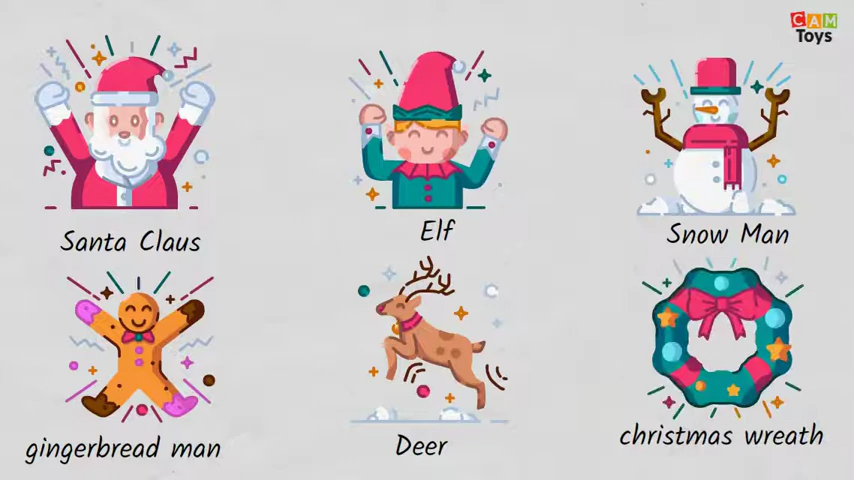 CAM
Toys
Santa Claus
Elf
Snow Man
gingerbread man
Deer
christmas wreath